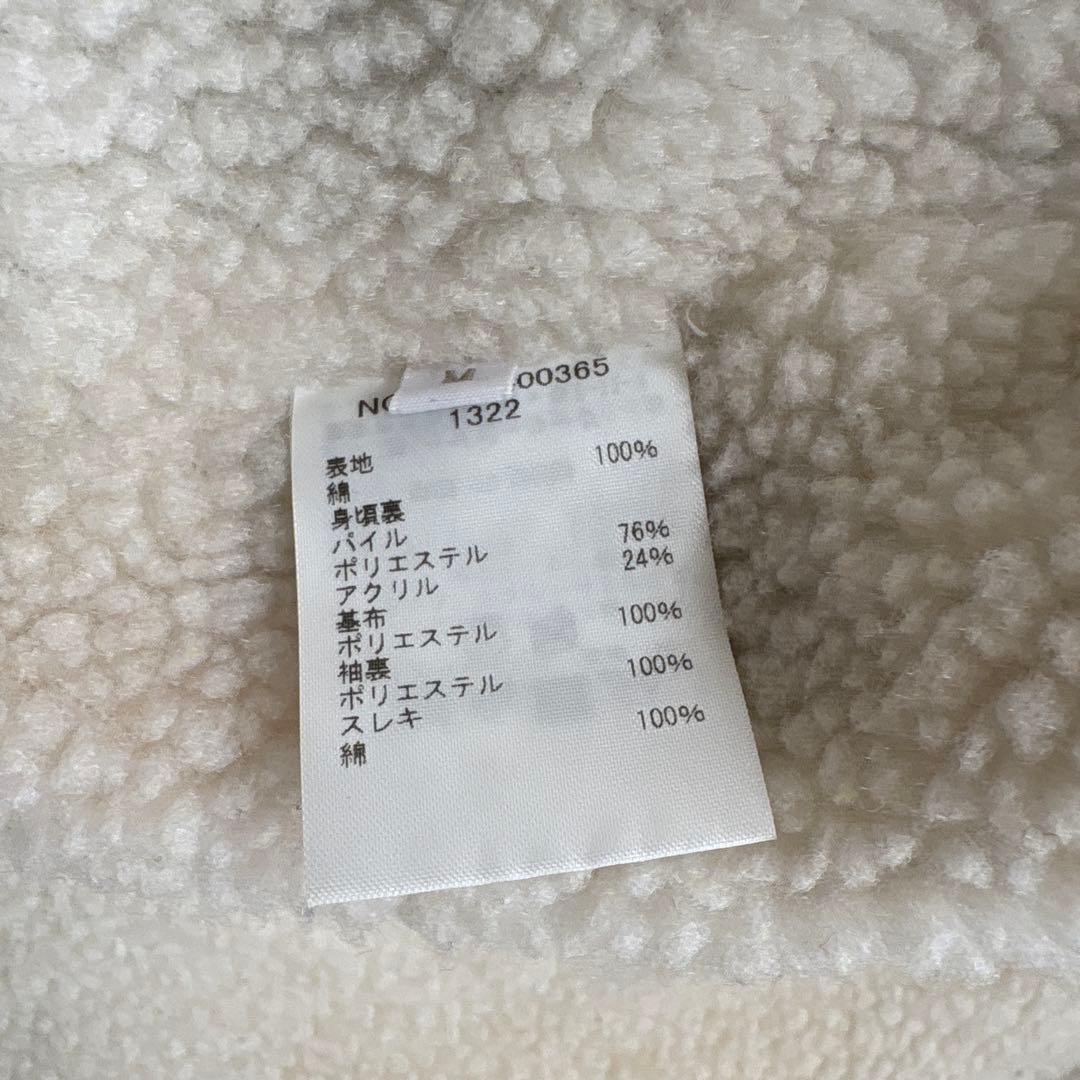 M
00365
1322
表地
綿 100%
身頃裏
パイル
ポリエステル 76%
アクリル 24%
基布
ポリエステル 100%
袖裏
ポリエステル 100%
スレキ
綿 100%